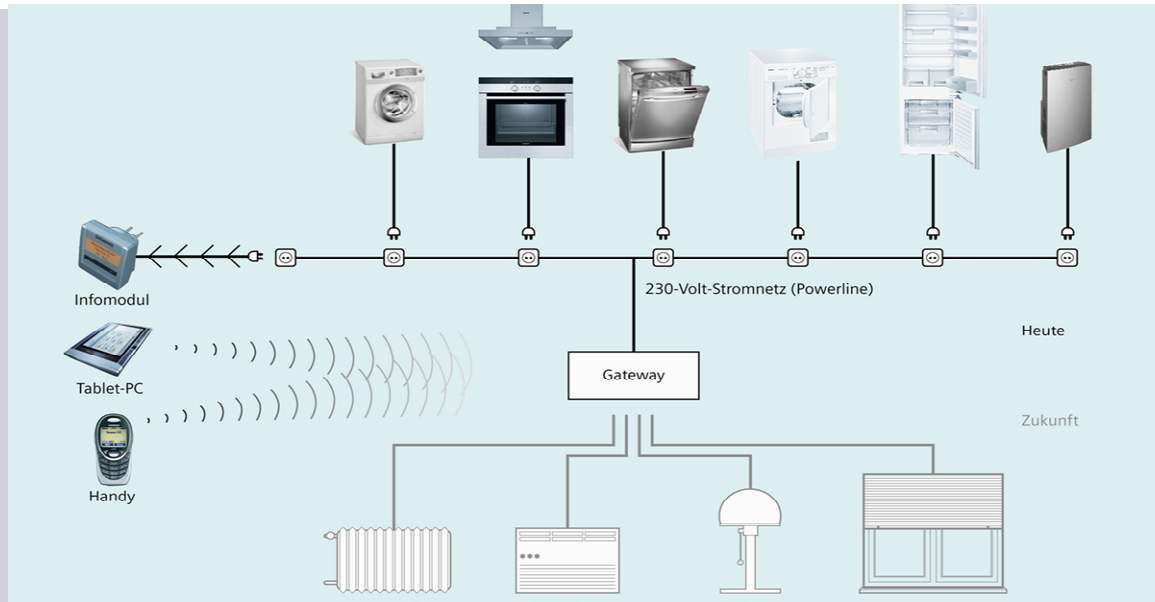 Infomodul
230-Volt-Stromnetz (Powerline)
Heute
Tablet-PC
Gateway
Zukunft
Handy